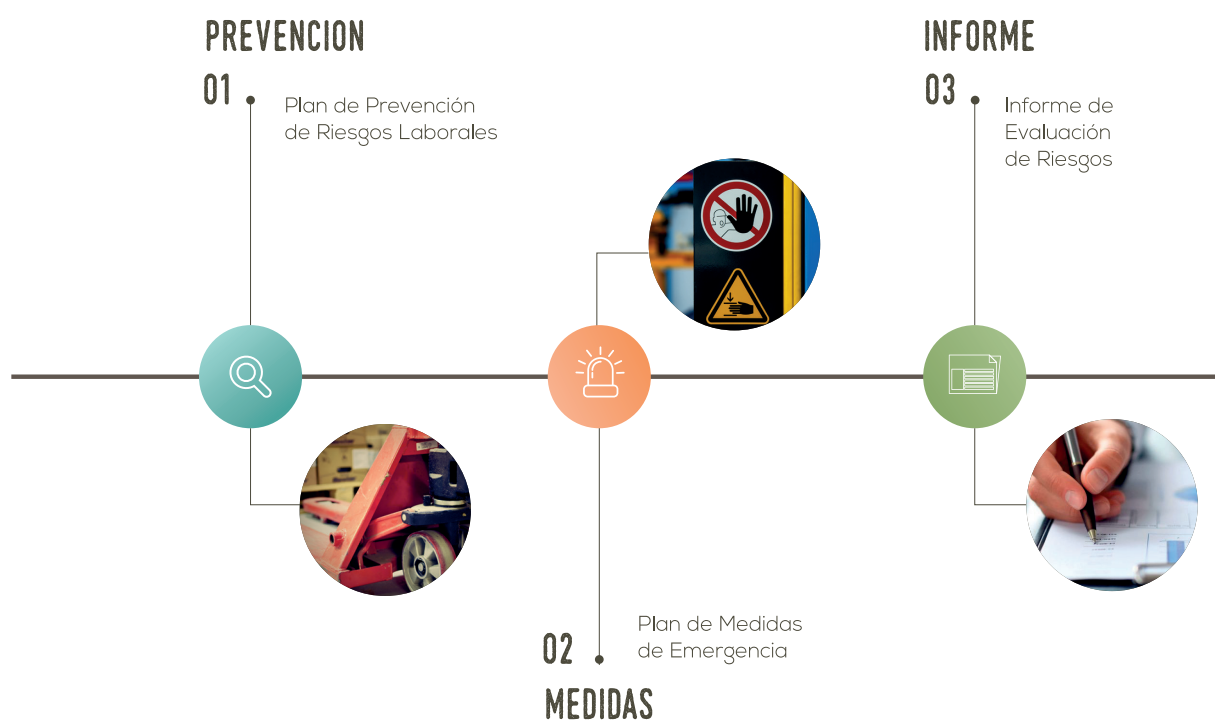 PREVENCION
01
Plan de Prevención
de Riesgos Laborales
02
Plan de Medidas
de Emergencia
MEDIDAS
INFORME
03
Informe de
Evaluación
de Riesgos